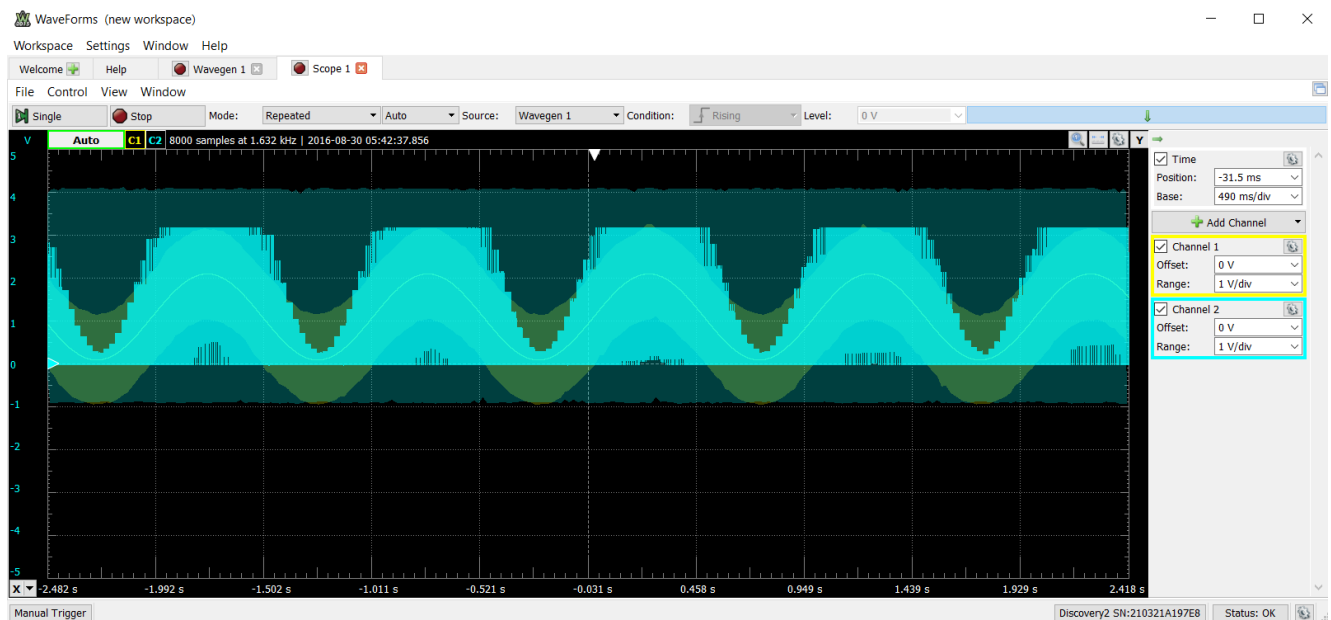 WaveForms (new workspace)
Workspace Settings Window Help
Welcome Help Wavegen 1 Scope 1
File Control View Window
Single Stop Mode: Repeated Auto Source: Wavegen 1 Condition: Rising Level: 0 V
V Auto C1 C2 8000 samples at 1.632 kHz | 2016-08-30 05:42:37.856 Y
5
4
3
2
1
0
-1
-2
-3
-4
-5
X -2.482 s -1.992 s -1.502 s -1.011 s -0.521 s -0.031 s 0.458 s 0.949 s 1.439 s 1.929 s 2.418 s
Time
Position: -31.5 ms
Base: 490 ms/div
Add Channel
Channel 1
Offset: 0 V
Range: 1 V/div
Channel 2
Offset: 0 V
Range: 1 V/div
Manual Trigger Discovery2 SN:210321A197E8 Status: OK